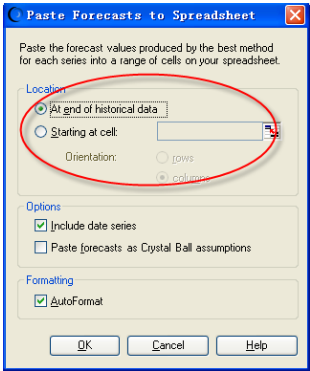 Paste Forecasts to Spreadsheet
Paste the forecast values produced by the best method
for each series into a range of cells on your spreadsheet.
Location
At end of historical data
Starting at cell:
Orientation:
rows
columns
Options
Include date series
Paste forecasts as Crystal Ball assumptions
Formatting
AutoFormat
OK Cancel Help